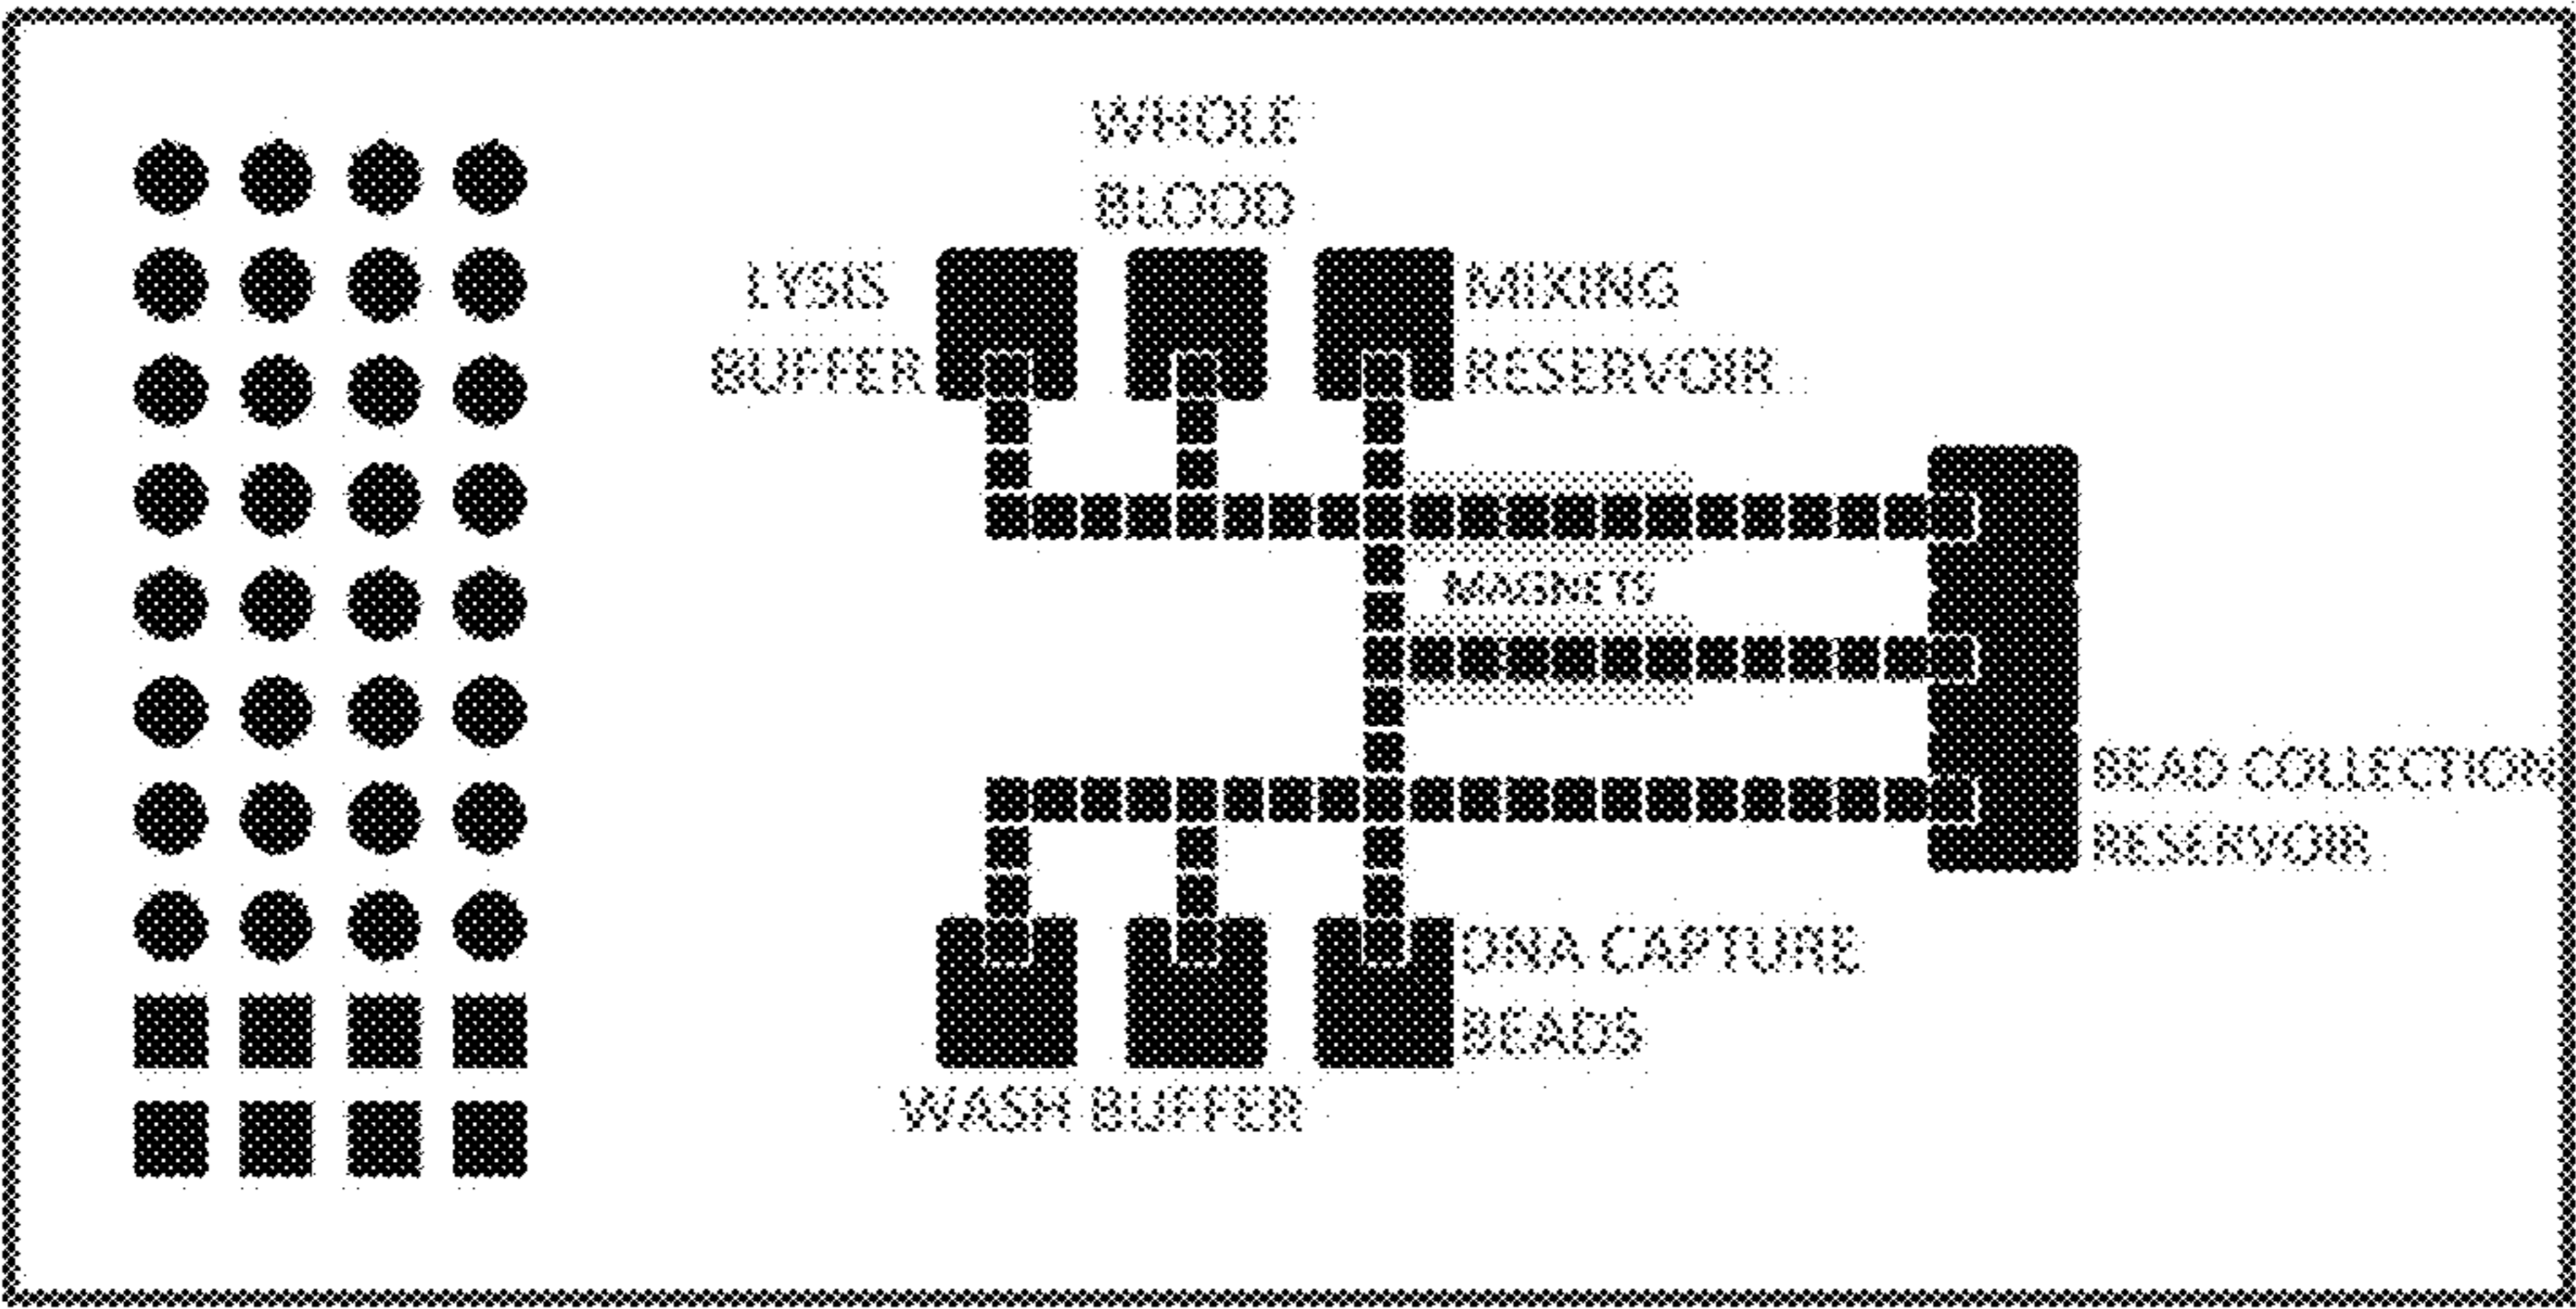 WHOLE
BLOOD
LYSIS
BUFFER
MIXING
RESERVOIR
MAGNETS
BEAD COLLECTION
RESERVOIR
DNA CAPTURE
BEADS
WASH BUFFER